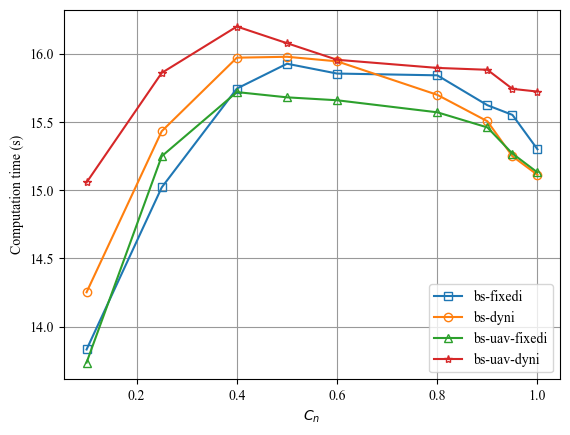 Computation time (s)
16.0
15.5
15.0
14.5
14.0
bs-fixedi
bs-dyni
bs-uav-fixedi
bs-uav-dyni
0.2 0.4 0.6 0.8 1.0
Cn